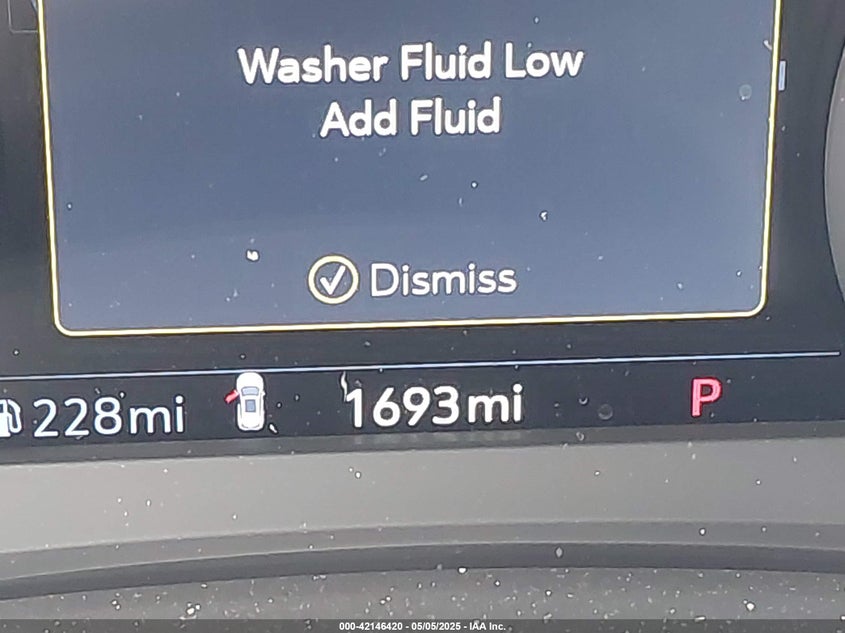 Washer Fluid Low
Add Fluid
Dismiss
228mi 1693mi P
000-42146420 - 05/05/2025 - IAA Inc.